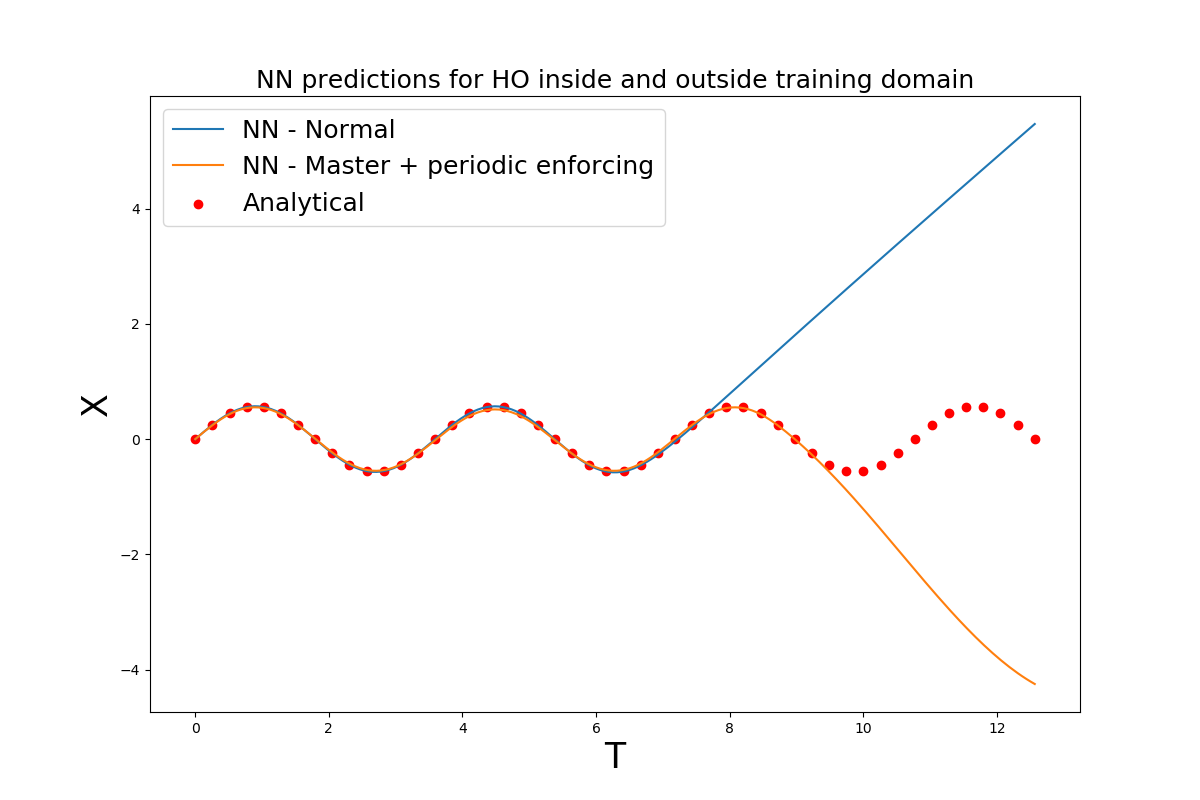 NN predictions for HO inside and outside training domain
NN - Normal
NN - Master + periodic enforcing
Analytical
4
2
0
−2
−4
X
0 2 4 6 8 10 12
T